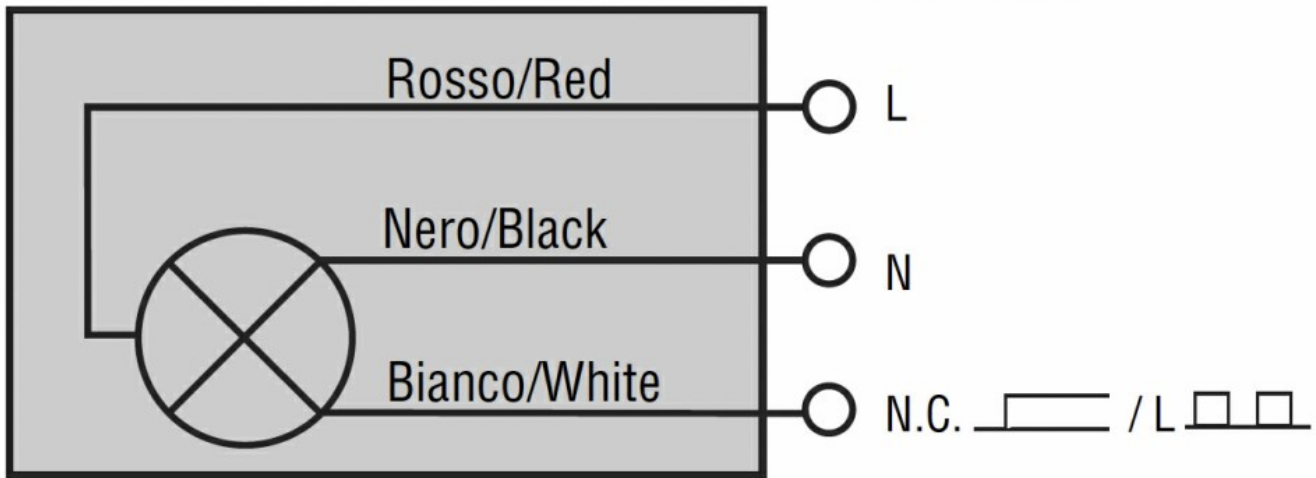 Rosso/Red
L
Nero/Black
N
Bianco/White
N.C. / L